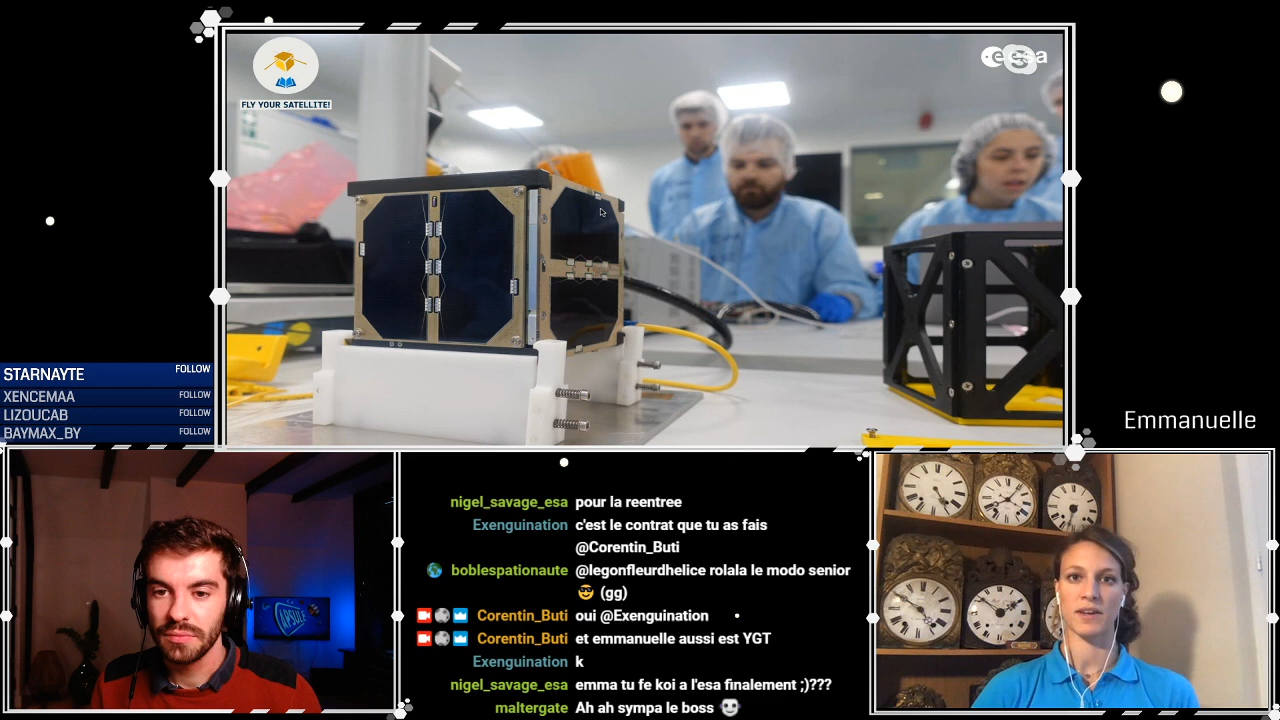 FLY YOUR SATELLITE!
esa
STARNAYTE FOLLOW
XENCEMAA FOLLOW
LIZOUCAB FOLLOW
BAYMAX_BY FOLLOW
Emmanuelle
nigel_savage_esa pour la reentree
Exenguination c'est le contrat que tu as fais
@Corentin_Buti
boblespationaute @legonfleurdhelice rolala le modo senior
😎 (gg)
Corentin_Buti oui @Exenguination
Corentin_Buti et emmanuelle aussi est YGT
Exenguination k
nigel_savage_esa emma tu fe koi a l'esa finalement ;)???
maltergate Ah ah sympa le boss
CAPSULE